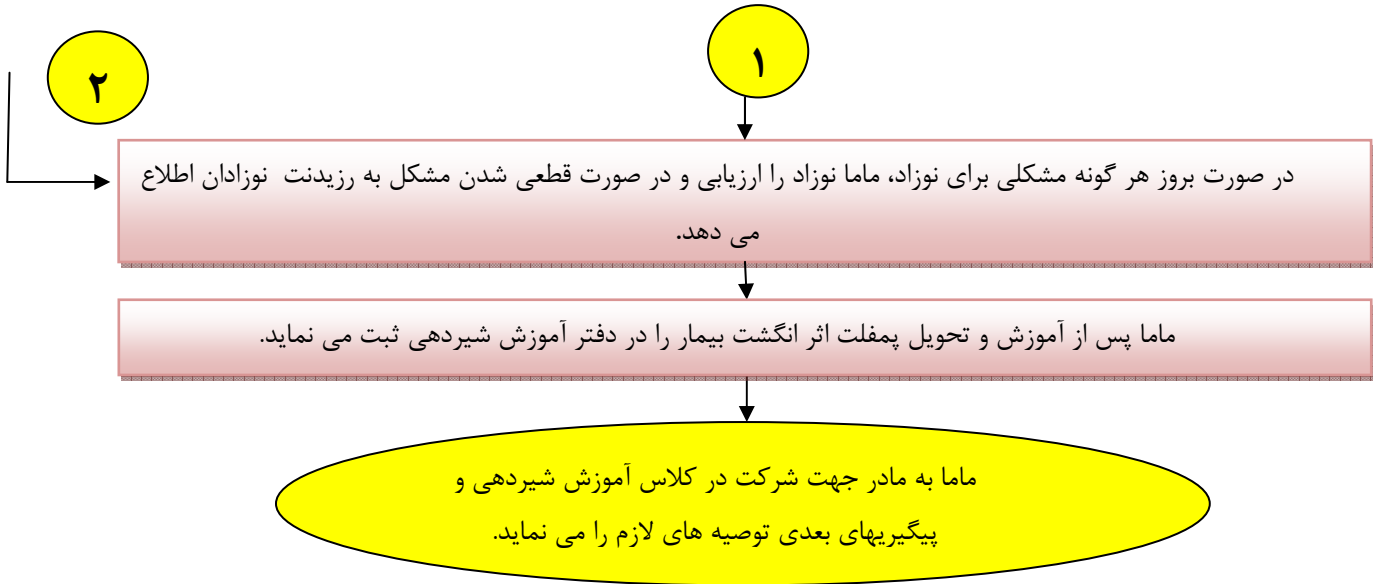 ۱
۲
در صورت بروز هر گونه مشکلی برای نوزاد، ماما نوزاد را ارزیابی و در صورت قطعی شدن مشکل به رزیدنت نوزادان اطلاع
می دهد.
ماما پس از آموزش و تحویل پمفلت اثر انگشت بیمار را در دفتر آموزش شیردهی ثبت می نماید.
ماما به مادر جهت شرکت در کلاس آموزش شیردهی و
پیگیریهای بعدی توصیه های لازم را می نماید.